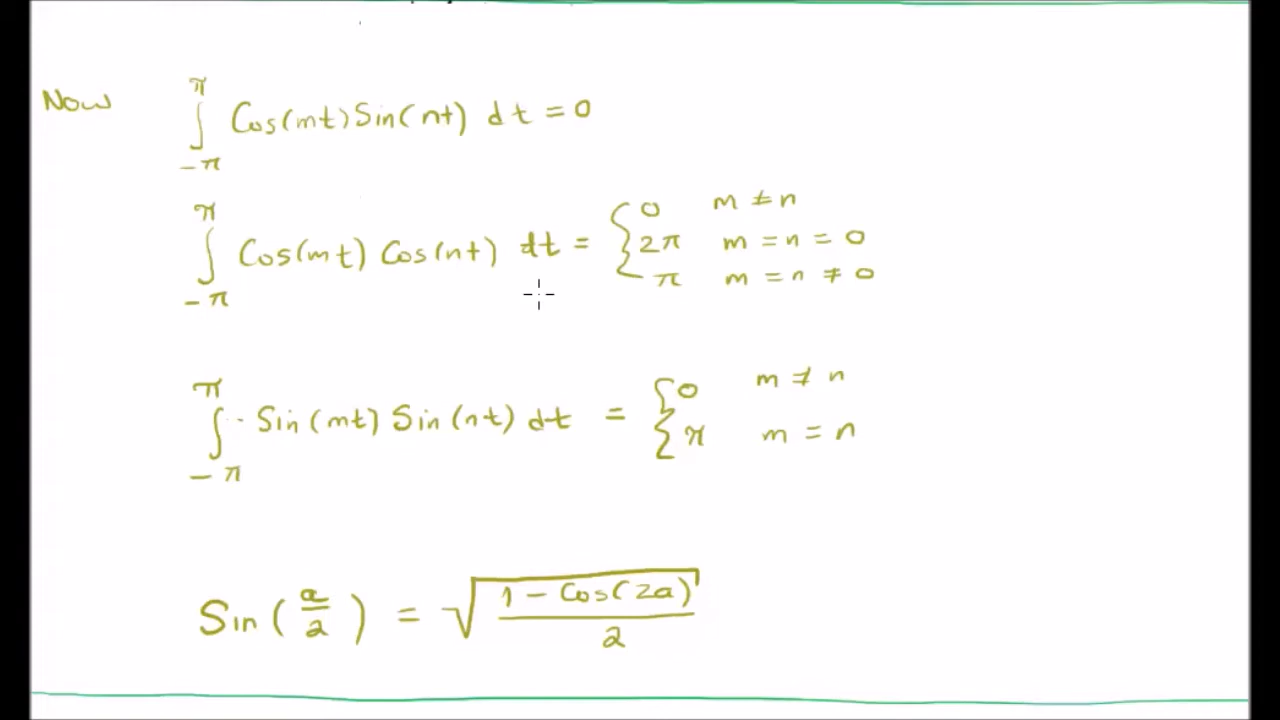 Now ∫_{-π}^{π} Cos(mt) Sin(nt) dt = 0
∫_{-π}^{π} Cos(mt) Cos(nt) dt = { 0 m ≠ n
2π m = n = 0
π m = n ≠ 0
∫_{-π}^{π} Sin(mt) Sin(nt) dt = { 0 m ≠ n
π m = n
Sin(a/2) = √((1 - Cos(2a))/2)